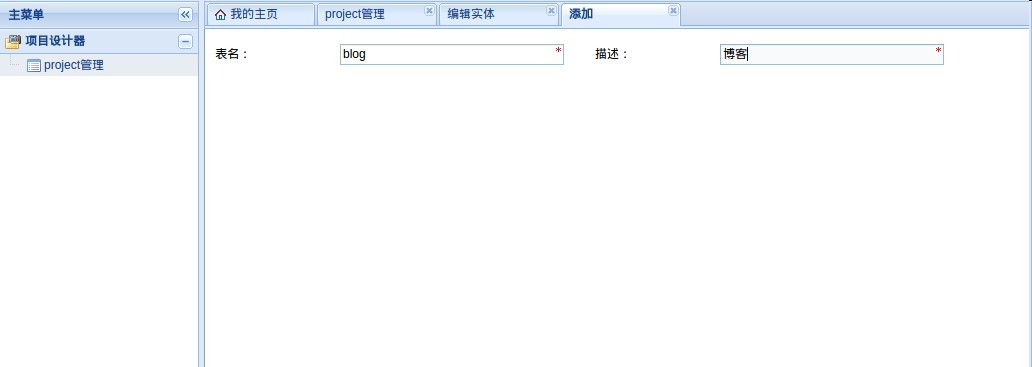 主菜单
项目设计器
project管理
我的主页
project管理
编辑实体
添加
表名：
blog
*
描述：
博客
*